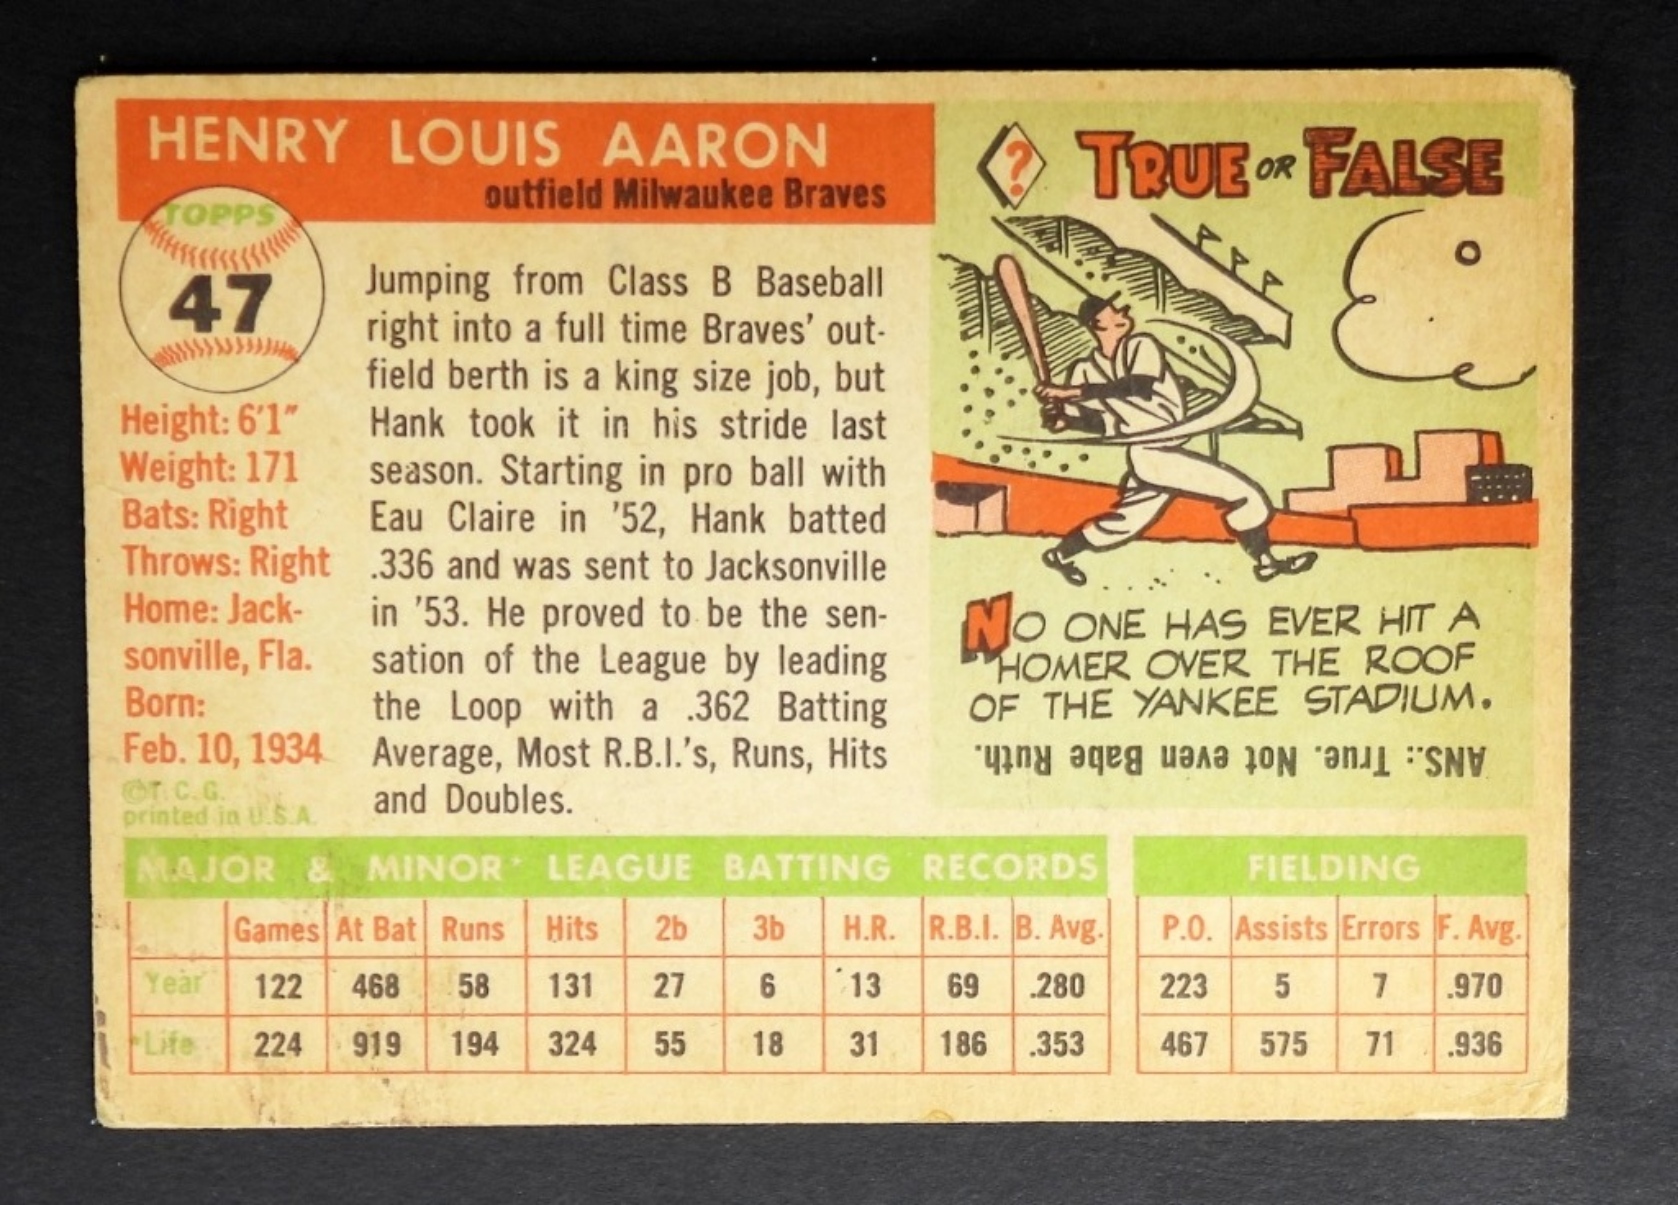 HENRY LOUIS AARON
outfield Milwaukee Braves
TOPPS
47
Height: 6'1"
Weight: 171
Bats: Right
Throws: Right
Home: Jack-
sonville, Fla.
Born:
Feb. 10, 1934
©T. C. G.
printed in U.S.A.
Jumping from Class B Baseball
right into a full time Braves' out-
field berth is a king size job, but
Hank took it in his stride last
season. Starting in pro ball with
Eau Claire in '52, Hank batted
.336 and was sent to Jacksonville
in '53. He proved to be the sen-
sation of the League by leading
the Loop with a .362 Batting
Average, Most R.B.I.'s, Runs, Hits
and Doubles.
? TRUE OR FALSE
NO ONE HAS EVER HIT A
HOMER OVER THE ROOF
OF THE YANKEE STADIUM.
ANS.: True. Not even Babe Ruth.
MAJOR & MINOR* LEAGUE BATTING RECORDS
Games At Bat Runs Hits 2b 3b H.R. R.B.I. B. Avg.
Year 122 468 58 131 27 6 13 69 .280
*Life 224 919 194 324 55 18 31 186 .353
FIELDING
P.O. Assists Errors F. Avg.
223 5 7 .970
467 575 71 .936